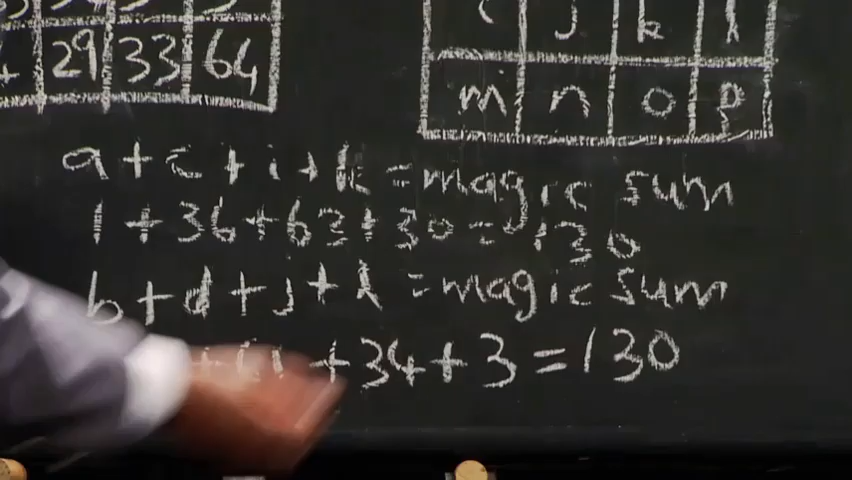 29 33 64
i j k l
m n o p
a + c + i + k = magic sum
1 + 36 + 63 + 30 = 130
b + d + j + l = magic sum
+ 34 + 3 = 130